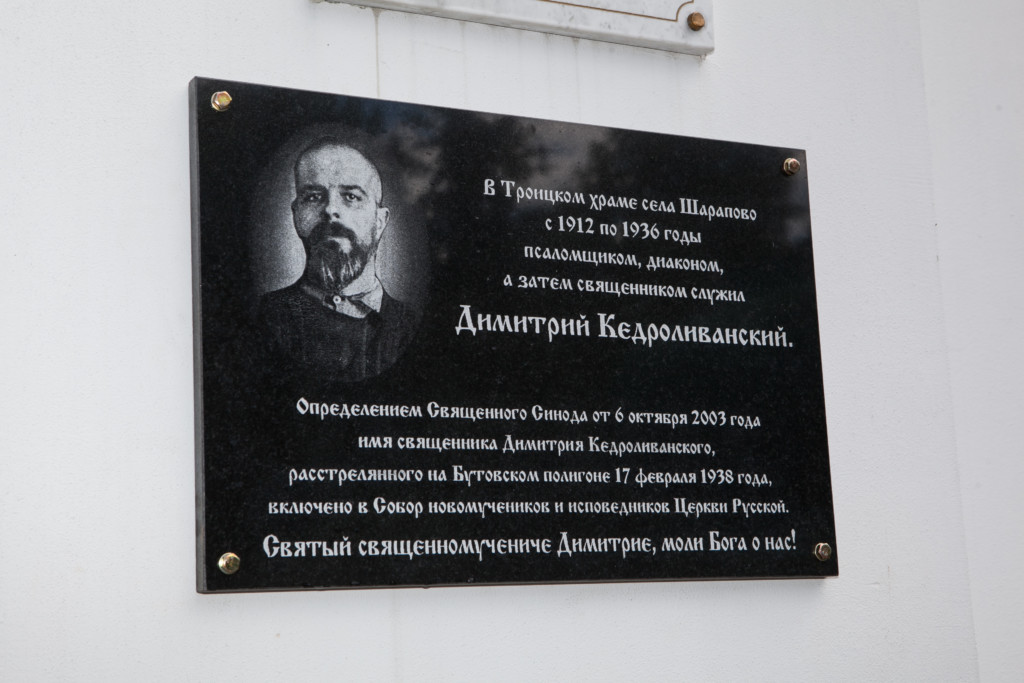 В Троицком храме села Шарапово
с 1912 по 1936 годы
псаломщиком, диаконом,
а затем священником служил
Димитрий Кедроливанский.
Определением Священного Синода от 6 октября 2003 года
имя священника Димитрия Кедроливанского,
расстрелянного на Бутовском полигоне 17 февраля 1938 года,
включено в Собор новомучеников и исповедников Церкви Русской.
Святый священномучениче Димитрие, моли Бога о нас!